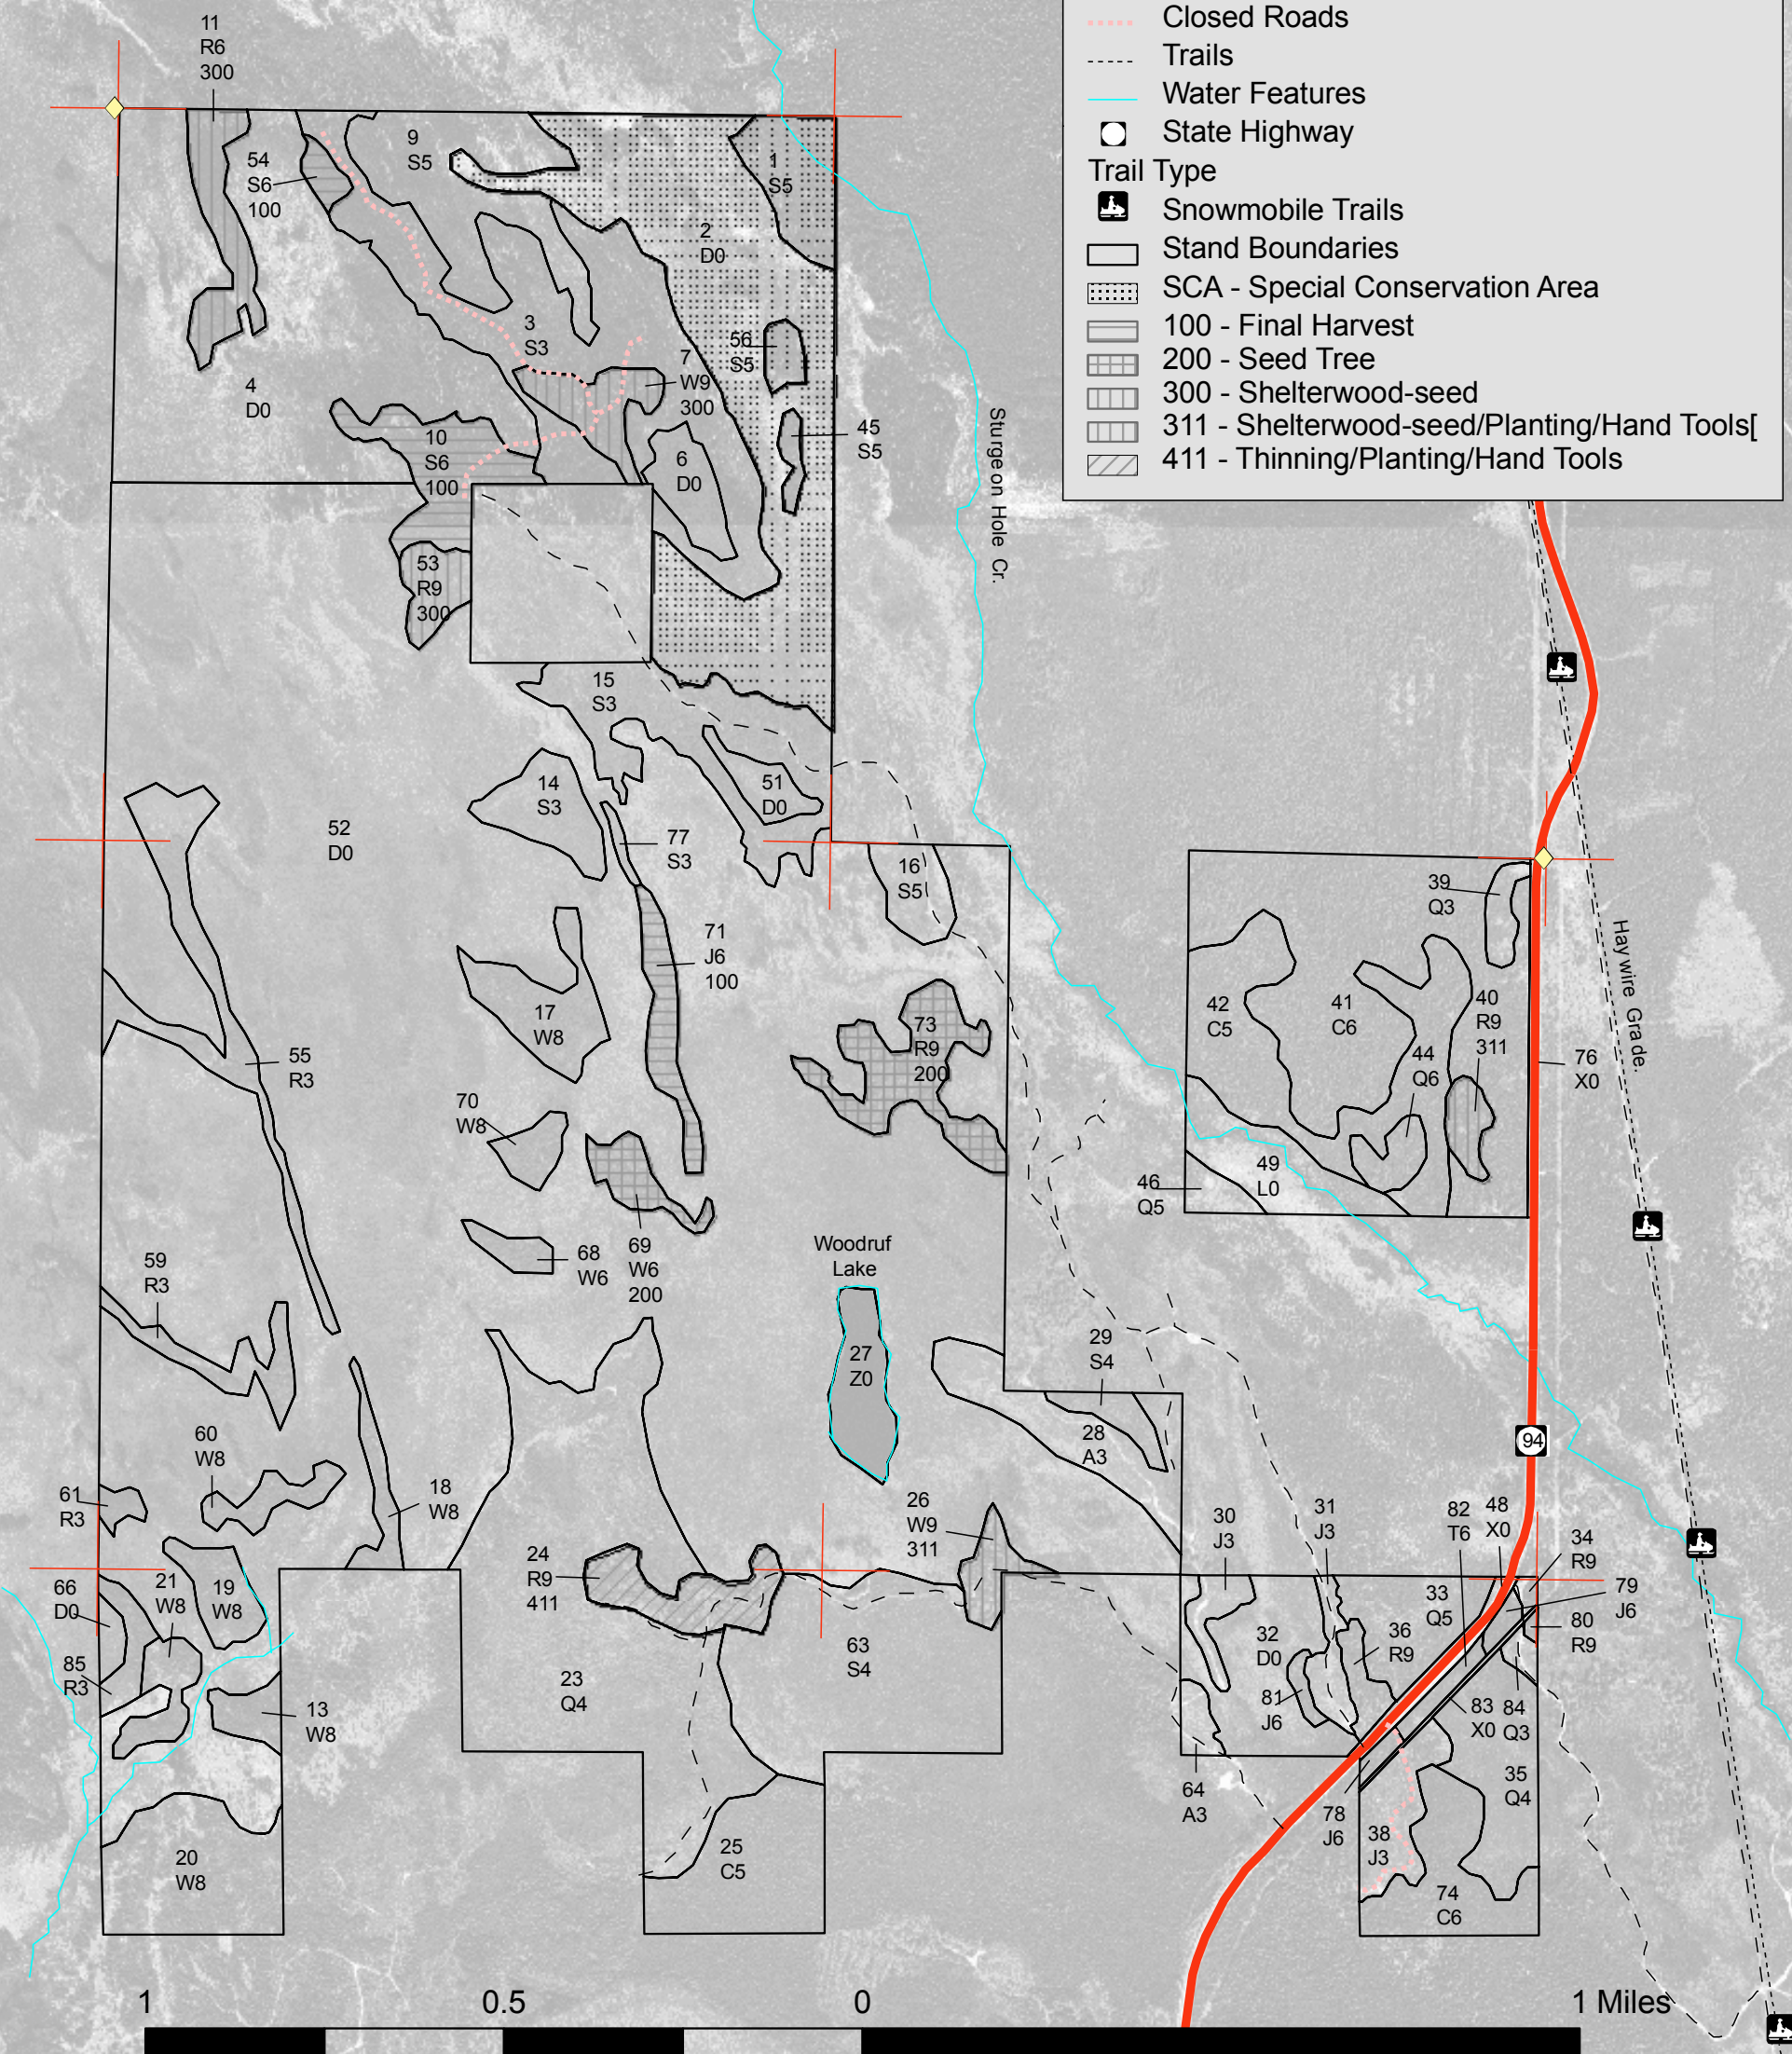 Closed Roads
Trails
Water Features
State Highway
Trail Type
Snowmobile Trails
Stand Boundaries
SCA - Special Conservation Area
100 - Final Harvest
200 - Seed Tree
300 - Shelterwood-seed
311 - Shelterwood-seed/Planting/Hand Tools[
411 - Thinning/Planting/Hand Tools
11
R6
300
54
S6
100
9
S5
1
S5
2
D0
3
S3
56
S5
7
W9
300
4
D0
45
S5
10
S6
100
6
D0
Sturgeon Hole Cr.
53
R9
300
15
S3
14
S3
51
D0
52
D0
77
S3
16
S5
39
Q3
71
J6
100
17
W8
73
R9
200
42
C5
41
C6
40
R9
311
Haywire Grade
44
Q6
76
X0
55
R3
70
W8
46
Q5
49
L0
59
R3
68
W6
69
W6
200
Woodruf
Lake
27
Z0
29
S4
28
A3
94
60
W8
61
R3
18
W8
26
W9
311
30
J3
31
J3
82
T6
48
X0
34
R9
24
R9
411
66
D0
21
W8
19
W8
33
Q5
79
J6
80
R9
32
D0
36
R9
63
S4
85
R3
23
Q4
13
W8
81
J6
83
X0
84
Q3
64
A3
78
J6
35
Q4
38
J3
20
W8
25
C5
74
C6
1
0.5
0
1 Miles